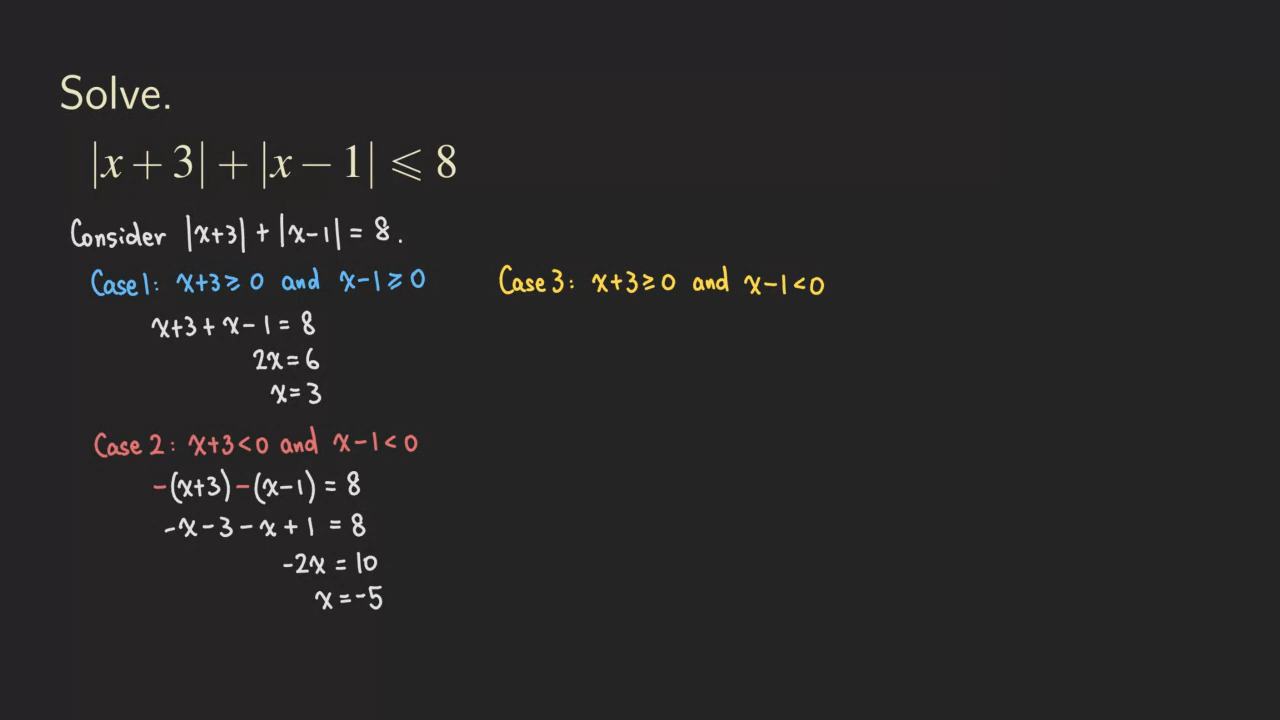 Solve.
|x + 3| + |x − 1| ⩽ 8
Consider |x+3| + |x−1| = 8.
Case 1: x+3 ≥ 0 and x−1 ≥ 0
x+3 + x−1 = 8
2x = 6
x = 3
Case 2: x+3 < 0 and x−1 < 0
−(x+3) −(x−1) = 8
-x − 3 − x + 1 = 8
-2x = 10
x = -5
Case 3: x+3 ≥ 0 and x−1 < 0